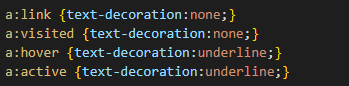 a:link {text-decoration:none;}
a:visited {text-decoration:none;}
a:hover {text-decoration:underline;}
a:active {text-decoration:underline;}